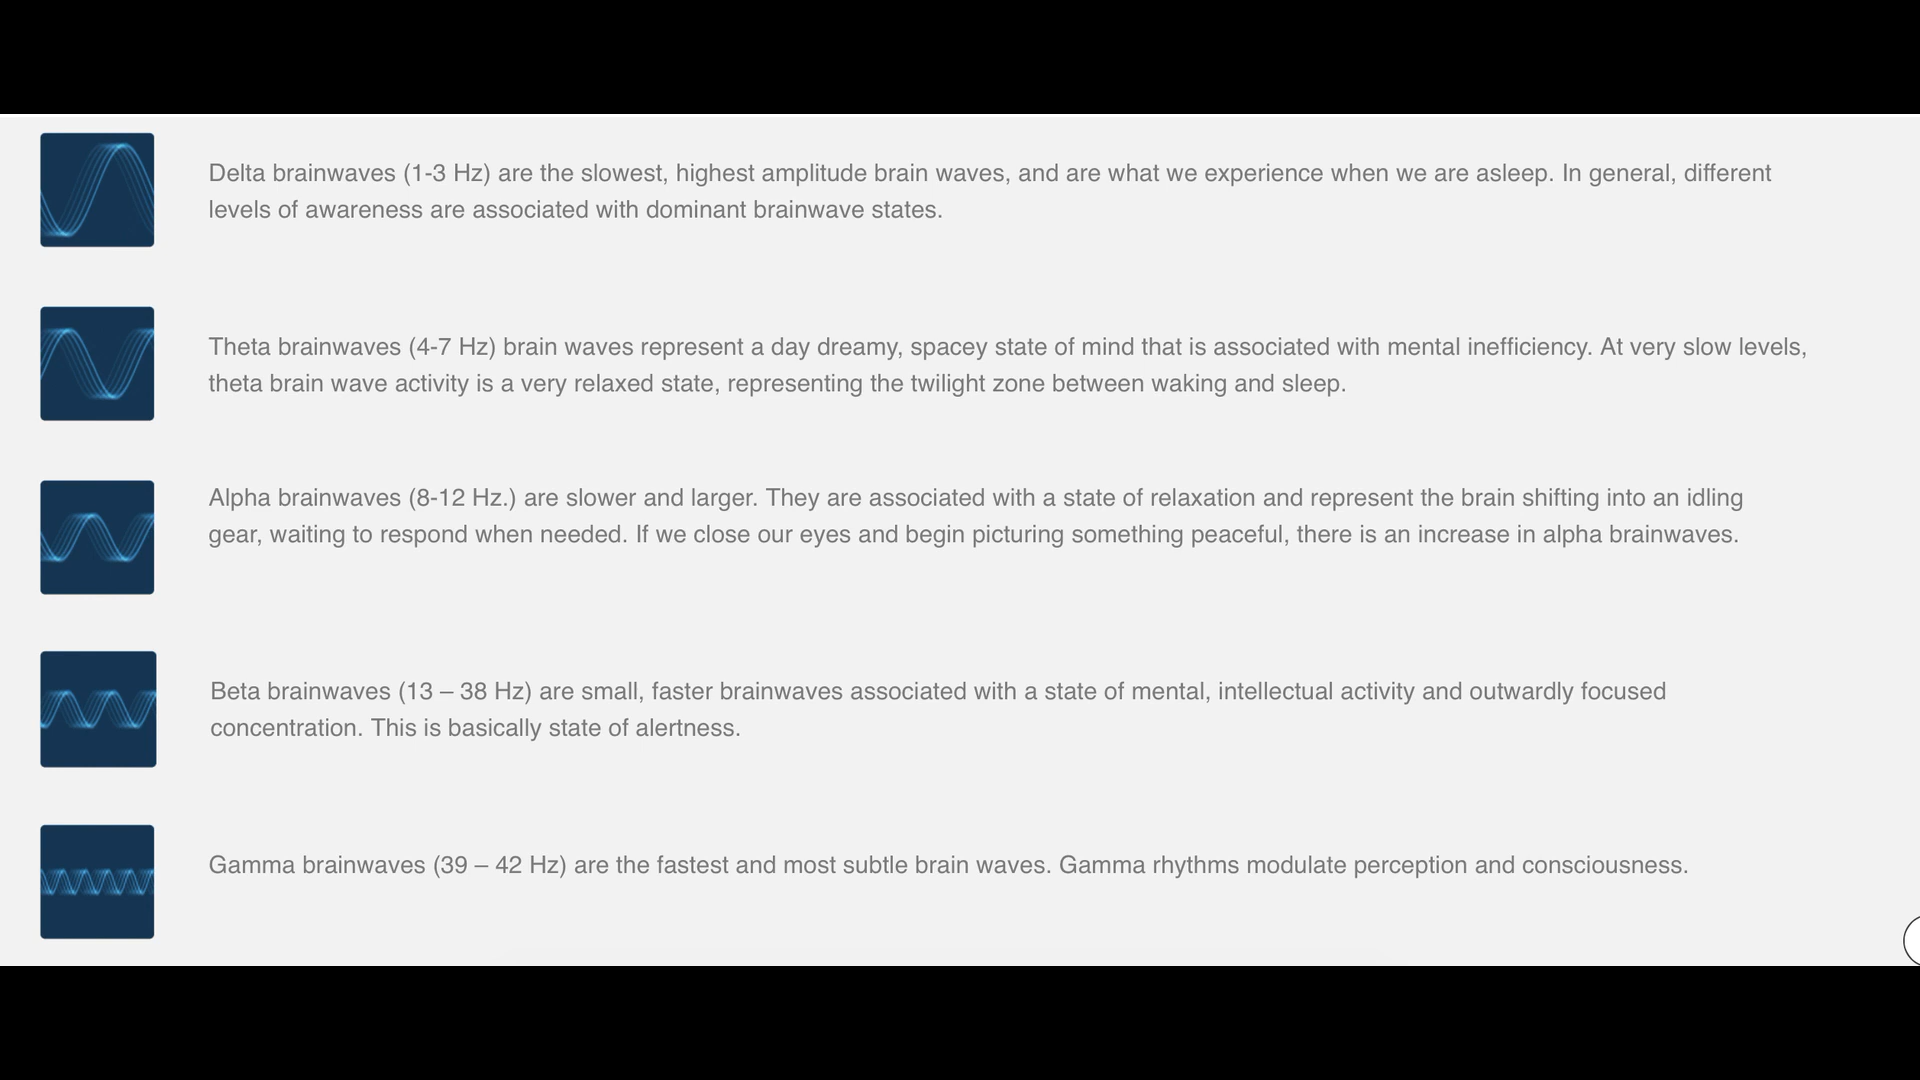 Delta brainwaves (1-3 Hz) are the slowest, highest amplitude brain waves, and are what we experience when we are asleep. In general, different
levels of awareness are associated with dominant brainwave states.
Theta brainwaves (4-7 Hz) brain waves represent a day dreamy, spacey state of mind that is associated with mental inefficiency. At very slow levels,
theta brain wave activity is a very relaxed state, representing the twilight zone between waking and sleep.
Alpha brainwaves (8-12 Hz.) are slower and larger. They are associated with a state of relaxation and represent the brain shifting into an idling
gear, waiting to respond when needed. If we close our eyes and begin picturing something peaceful, there is an increase in alpha brainwaves.
Beta brainwaves (13 – 38 Hz) are small, faster brainwaves associated with a state of mental, intellectual activity and outwardly focused
concentration. This is basically state of alertness.
Gamma brainwaves (39 – 42 Hz) are the fastest and most subtle brain waves. Gamma rhythms modulate perception and consciousness.